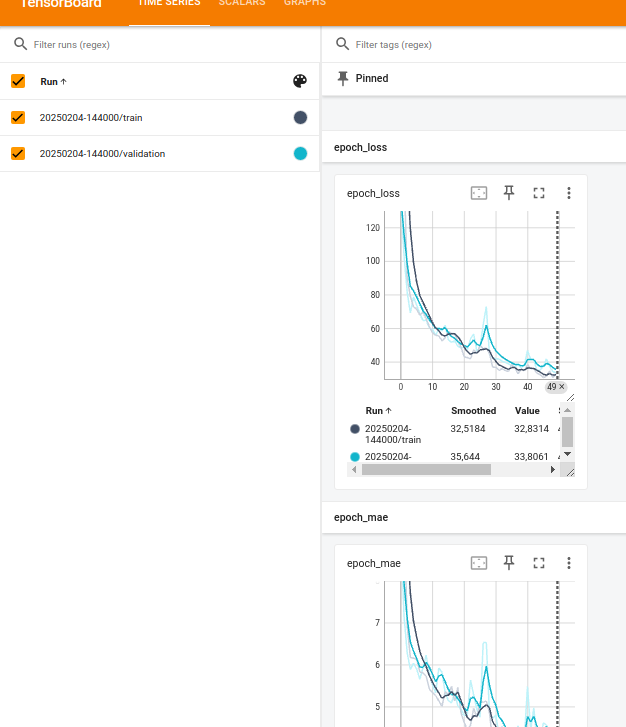 TensorBoard
TIME SERIES
SCALARS
GRAPHS
Filter runs (regex)
Run ↑
20250204-144000/train
20250204-144000/validation
Filter tags (regex)
Pinned
epoch_loss
epoch_loss
120
100
80
60
40
0 10 20 30 40 49 ×
Run ↑ Smoothed Value
20250204-144000/train 32,5184 32,8314
20250204- 35,644 33,8061
epoch_mae
epoch_mae
7
6
5